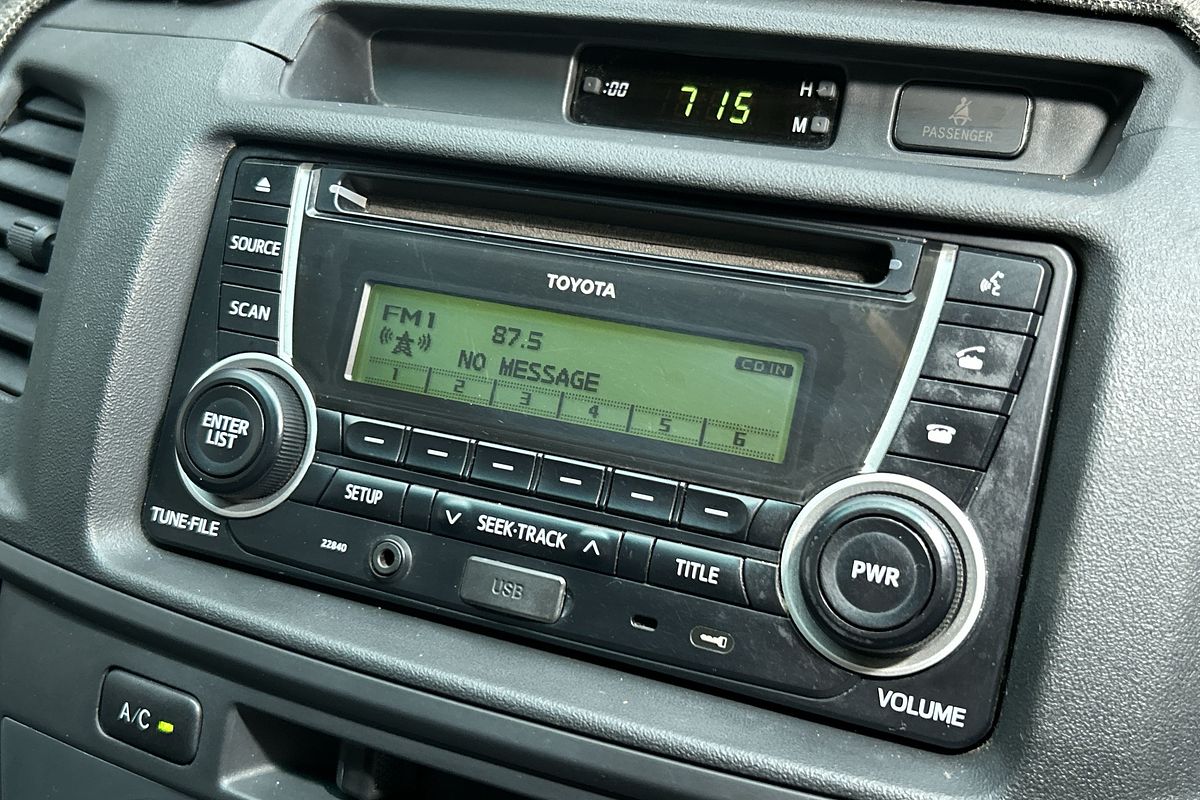 :00
7 15
H
M
PASSENGER
SOURCE
SCAN
TOYOTA
FM1
87.5
CD IN
NO MESSAGE
1 2 3 4 5 6
ENTER
LIST
TUNE·FILE
SETUP
SEEK·TRACK
TITLE
22840
USB
PWR
VOLUME
A/C